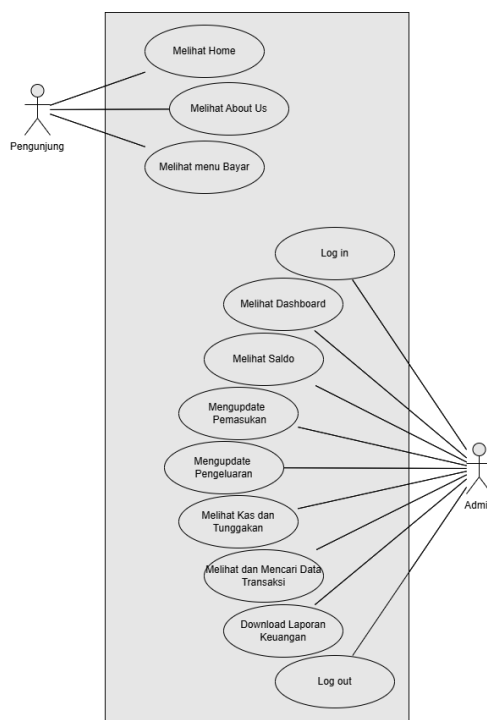 Melihat Home
Melihat About Us
Pengunjung
Melihat menu Bayar
Log in
Melihat Dashboard
Melihat Saldo
Mengupdate
Pemasukan
Mengupdate
Pengeluaran
Admi
Melihat Kas dan
Tunggakan
Melihat dan Mencari Data
Transaksi
Download Laporan
Keuangan
Log out